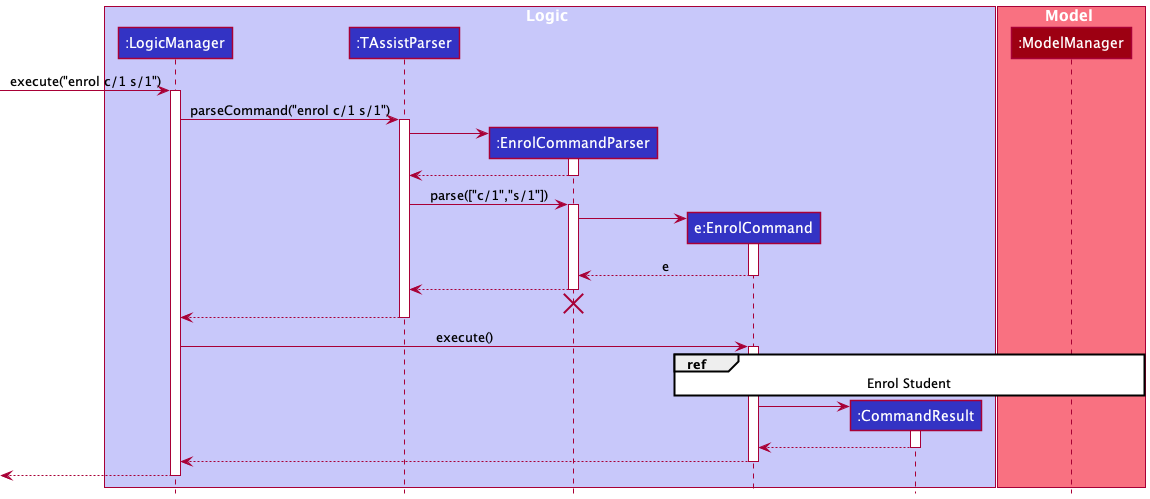 Logic
Model
:LogicManager
:TAssistParser
:ModelManager
execute("enrol c/1 s/1")
parseCommand("enrol c/1 s/1")
:EnrolCommandParser
parse(["c/1","s/1"])
e:EnrolCommand
e
execute()
ref
Enrol Student
:CommandResult